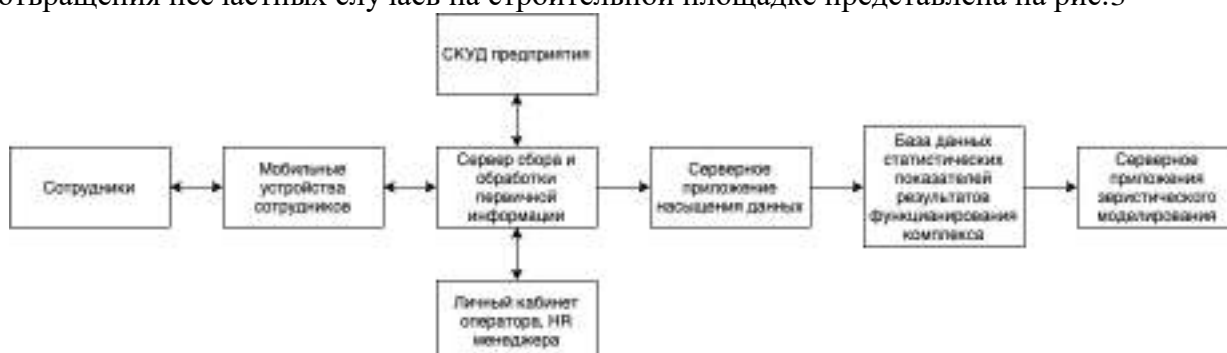 отвращения несчастных случаев на строительной площадке представлена на рис.3
СКУД предприятия
Сотрудники
Мобильные
устройства
сотрудников
Сервер сбора и
обработки
первичной
информации
Серверное
приложение
насыщения данных
База данных
статистических
показателей
результатов
функцианирования
комплекса
Серверное
приложения
эвристического
моделирования
Личный кабинет
оператора, HR
менеджера